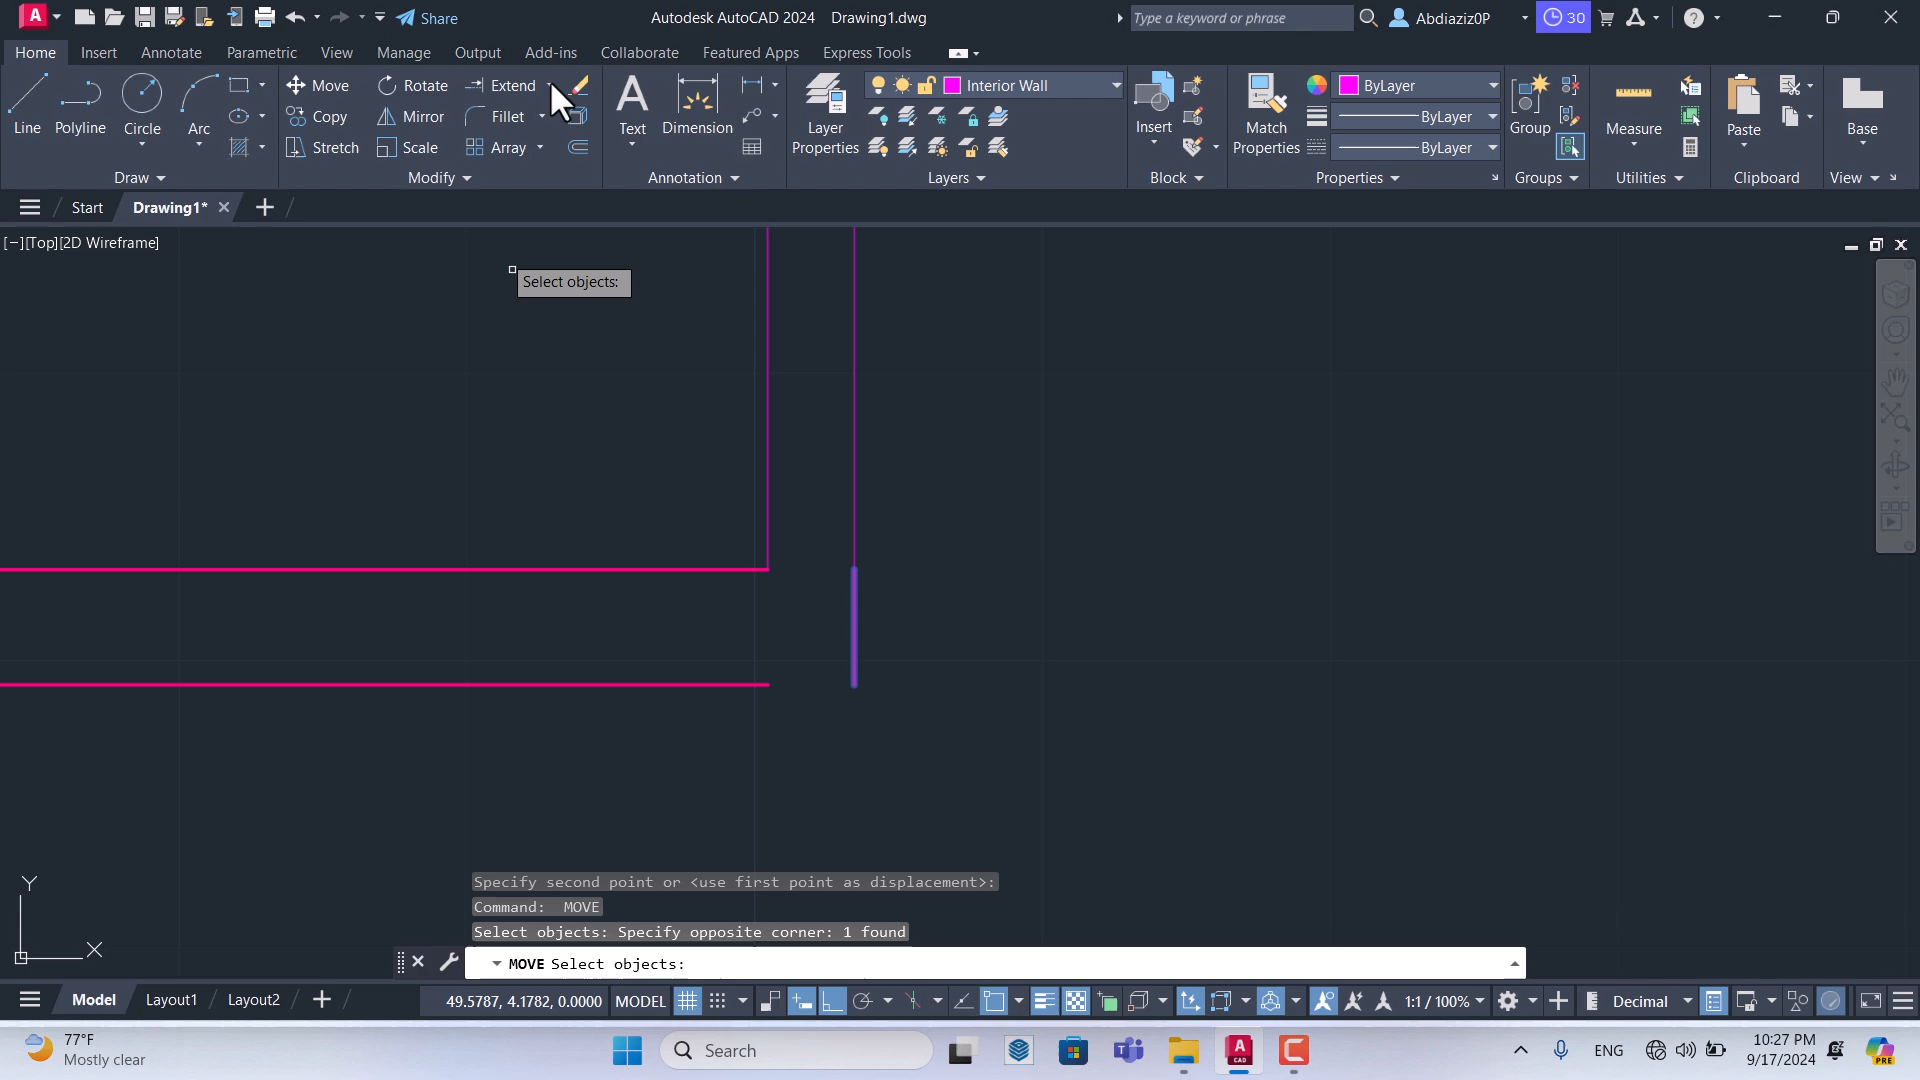 Share
Autodesk AutoCAD 2024 Drawing1.dwg
Type a keyword or phrase
Abdiaziz0P
30
Home Insert Annotate Parametric View Manage Output Add-ins Collaborate Featured Apps Express Tools
Line Polyline Circle Arc
Move Rotate Extend
Copy Mirror Fillet
Stretch Scale Array
Text Dimension
Layer Properties
Interior Wall
Insert
Match Properties
ByLayer
ByLayer
ByLayer
Group
Measure
Paste
Base
Draw Modify Annotation Layers Block Properties Groups Utilities Clipboard View
Start Drawing1*
[−][Top][2D Wireframe]
Select objects:
Specify second point or <use first point as displacement>:
Command: MOVE
Select objects: Specify opposite corner: 1 found
MOVE Select objects:
Y
X
Model Layout1 Layout2
49.5787, 4.1782, 0.0000 MODEL
1:1 / 100%
Decimal
77°F
Mostly clear
Search
ENG
10:27 PM
9/17/2024